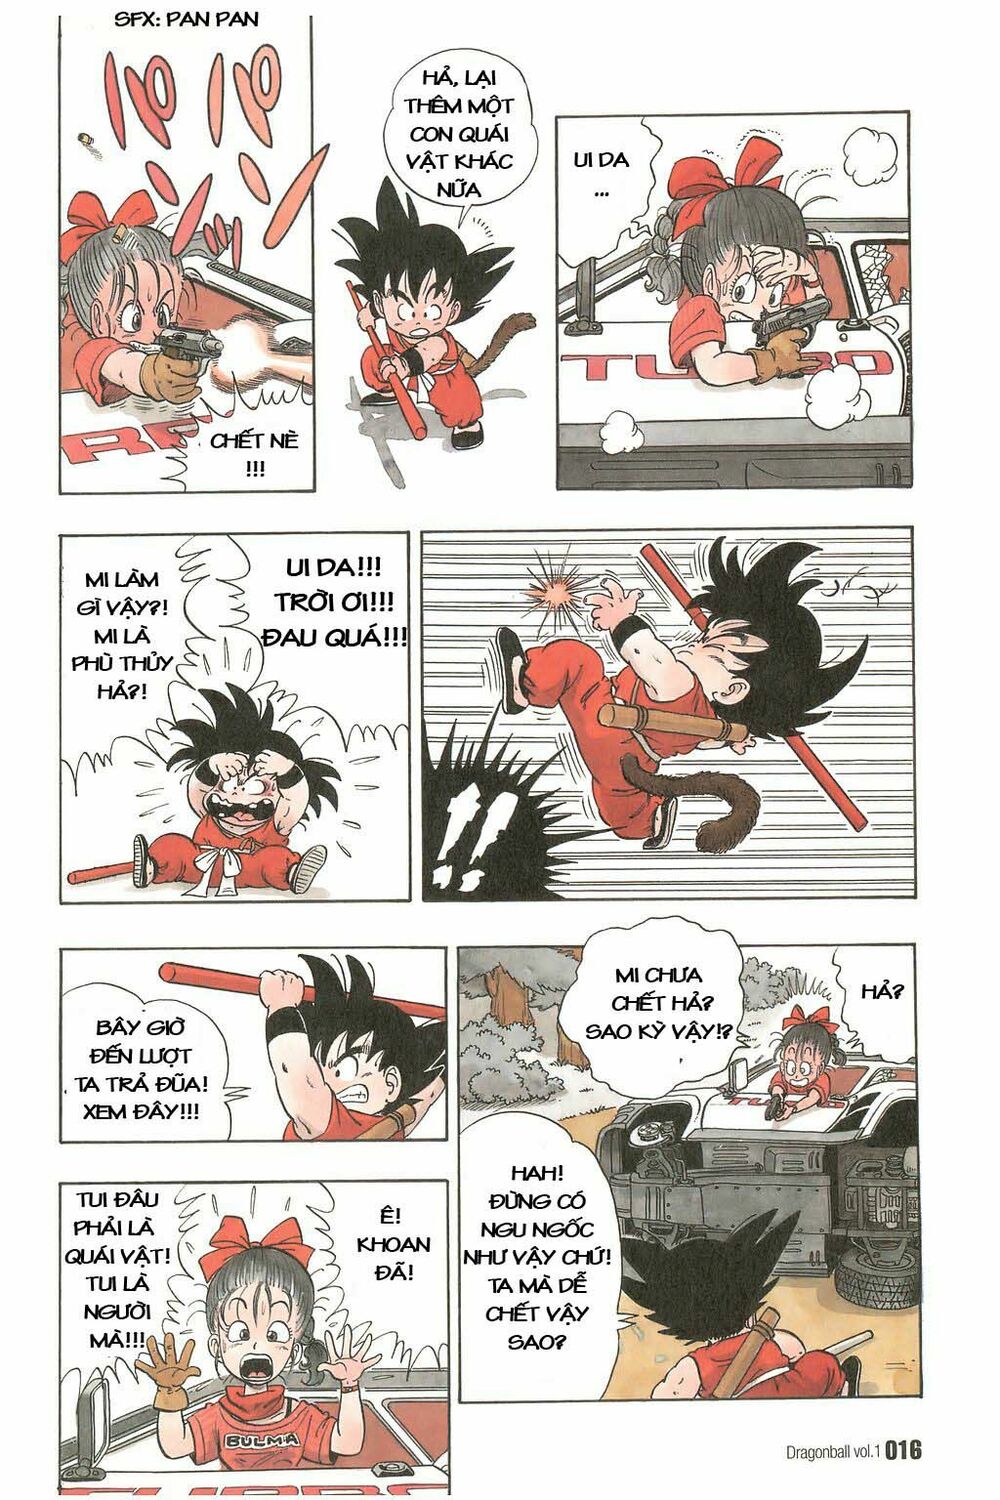 UI DA
...
HẢ, LẠI
THÊM MỘT
CON QUÁI
VẬT KHÁC
NỮA
SFX: PAN PAN
パン
パン
CHẾT NÈ
!!!
TURBO
!!
UI DA!!!
TRỜI ƠI!!!
ĐAU QUÁ!!!
MI LÀM
GÌ VẬY?!
MI LÀ
PHÙ THỦY
HẢ?!
HẢ?
MI CHƯA
CHẾT HẢ?
SAO KỲ VẬY!?
HAH!
ĐỪNG CÓ
NGU NGỐC
NHƯ VẬY CHỨ!
TA MÀ DỄ
CHẾT VẬY
SAO?
BÂY GIỜ
ĐẾN LƯỢT
TA TRẢ ĐŨA!
XEM ĐÂY!!!
Ê!
KHOAN
ĐÃ!
TUI ĐÂU
PHẢI LÀ
QUÁI VẬT!
TUI LÀ
NGƯỜI
MÀ!!!
BULMA
Dragonball vol.1 016